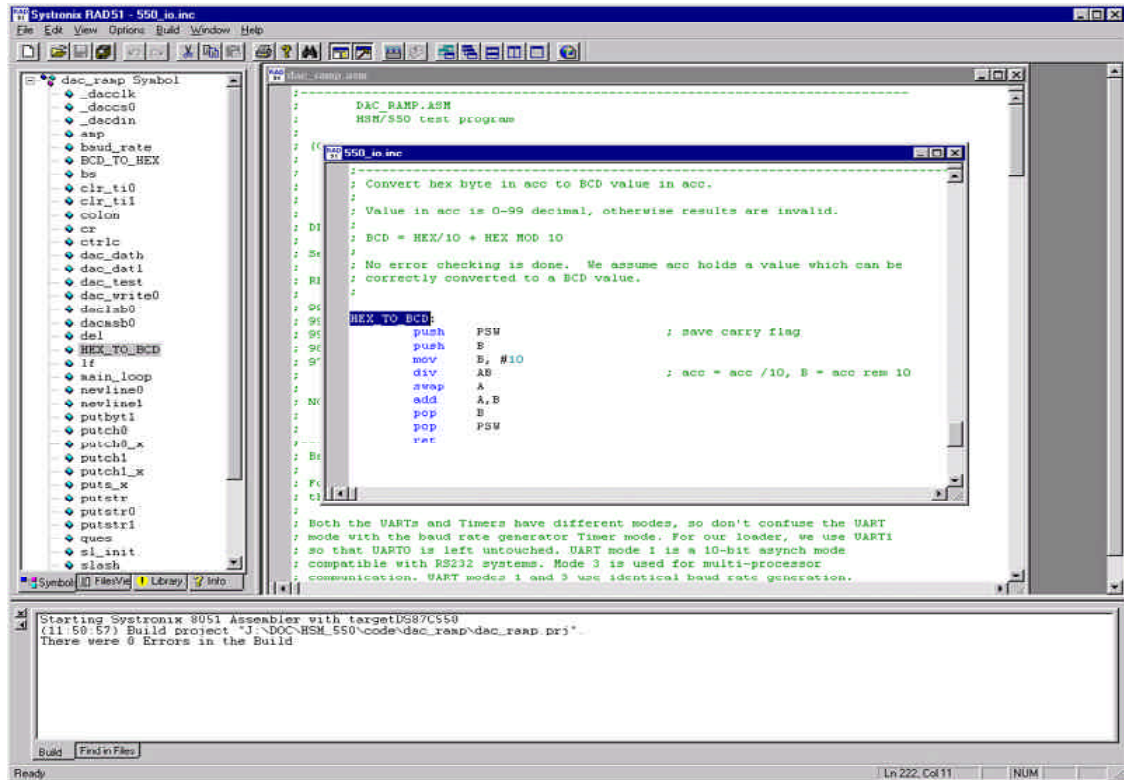 Systronix RAD51 - 550_io.inc
File Edit View Options Build Window Help
dac_ramp Symbol
_dacclk
_daccs0
_dacdin
amp
baud_rate
BCD_TO_HEX
bs
clr_ti0
clr_ti1
colon
cr
ctrlc
dac_dath
dac_datl
dac_test
dac_write0
daclsb0
dacmsb0
del
HEX_TO_BCD
lf
main_loop
newline0
newline1
putbyt1
putch0
putch0_x
putch1
putch1_x
puts_x
putstr
putstr0
putstr1
ques
sl_init
slash
Symbol FilesVie Library Info
dac_ramp.asm
;
; DAC_RAMP.ASM
; HSM/550 test program
;
550_io.inc
;
; Convert hex byte in acc to BCD value in acc.
;
; Value in acc is 0-99 decimal, otherwise results are invalid.
;
; BCD = HEX/10 + HEX MOD 10
;
; No error checking is done. We assume acc holds a value which can be
; correctly converted to a BCD value.
;
HEX_TO_BCD:
push PSW ; save carry flag
push B
mov B, #10
div AB ; acc = acc /10, B = acc rem 10
swap A
add A,B
pop B
pop PSW
ret
; Both the UARTs and Timers have different modes, so don't confuse the UART
; mode with the baud rate generator Timer mode. For our loader, we use UART1
; so that UART0 is left untouched. UART mode 1 is a 10-bit asynch mode
; compatible with RS232 systems. Mode 3 is used for multi-processor
; communication. UART modes 1 and 3 use identical baud rate generation.
Starting Systronix 8051 Assembler with targetDS87C550
(11:50:57) Build project "J:\DOC\HSM_550\code\dac_ramp\dac_ramp.prj".
There were 0 Errors in the Build
Build Find in Files
Ready Ln 222, Col 11 NUM